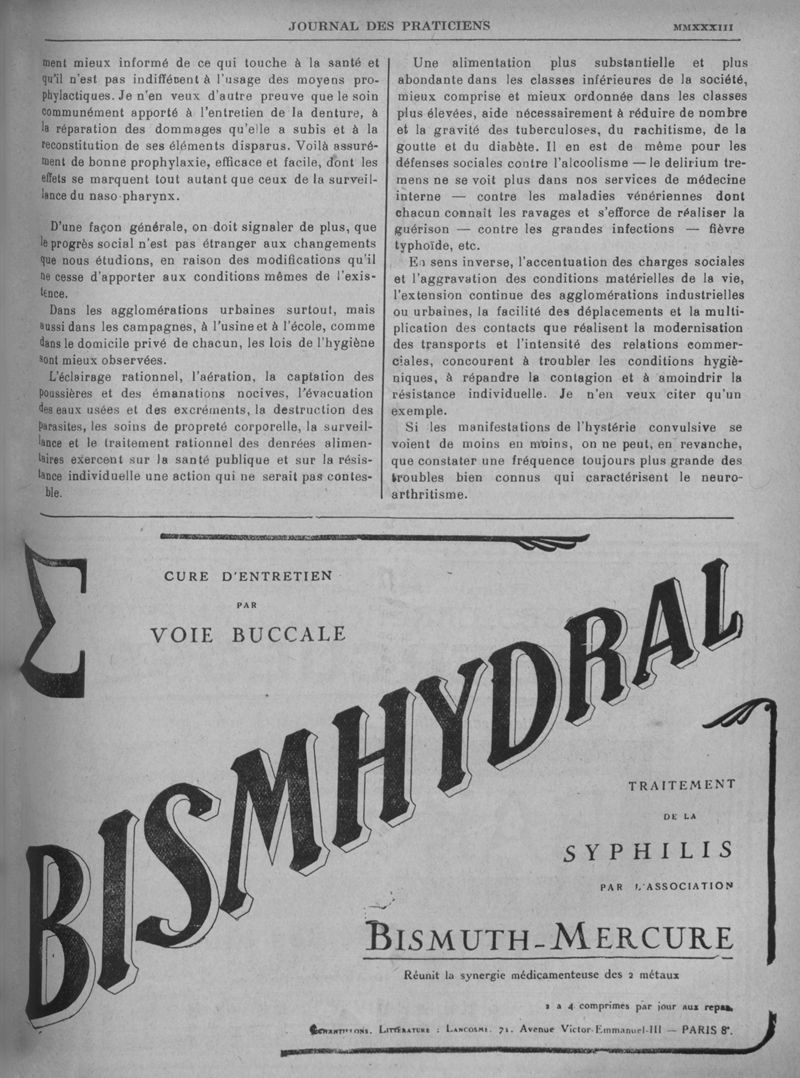 JOURNAL DES PRATICIENS
MMXXXIII
ment mieux informé de ce qui touche à la santé et
qu'il n'est pas indifférent à l'usage des moyens pro-
phylactiques. Je n'en veux d'autre preuve que le soin
communément apporté à l'entretien de la denture, à
la réparation des dommages qu'elle a subis et à la
reconstitution de ses éléments disparus. Voilà assuré-
ment de bonne prophylaxie, efficace et facile, dont les
effets se marquent tout autant que ceux de la surveil-
lance du naso-pharynx.
D'une façon générale, on doit signaler de plus, que
le progrès social n'est pas étranger aux changements
que nous étudions, en raison des modifications qu'il
ne cesse d'apporter aux conditions mêmes de l'exis-
tence.
Dans les agglomérations urbaines surtout, mais
aussi dans les campagnes, à l'usine et à l'école, comme
dans le domicile privé de chacun, les lois de l'hygiène
sont mieux observées.
L'éclairage rationnel, l'aération, la captation des
poussières et des émanations nocives, l'évacuation
des eaux usées et des excréments, la destruction des
parasites, les soins de propreté corporelle, la surveil-
lance et le traitement rationnel des denrées alimen-
taires exercent sur la santé publique et sur la résis-
tance individuelle une action qui ne serait pas contes-
ble.
Une alimentation plus substantielle et plus
abondante dans les classes inférieures de la société,
mieux comprise et mieux ordonnée dans les classes
plus élevées, aide nécessairement à réduire de nombre
et la gravité des tuberculoses, du rachitisme, de la
goutte et du diabète. Il en est de même pour les
défenses sociales contre l'alcoolisme — le delirium tre-
mens ne se voit plus dans nos services de médecine
interne — contre les maladies vénériennes dont
chacun connaît les ravages et s'efforce de réaliser la
guérison — contre les grandes infections — fièvre
typhoïde, etc.
En sens inverse, l'accentuation des charges sociales
et l'aggravation des conditions matérielles de la vie,
l'extension continue des agglomérations industrielles
ou urbaines, la facilité des déplacements et la multi-
plication des contacts que réalisent la modernisation
des transports et l'intensité des relations commer-
ciales, concourent à troubler les conditions hygiè-
niques, à répandre la contagion et à amoindrir la
résistance individuelle. Je n'en veux citer qu'un
exemple.
Si les manifestations de l'hystérie convulsive se
voient de moins en moins, on ne peut, en revanche,
que constater une fréquence toujours plus grande des
troubles bien connus qui caractérisent le neuro-
arthritisme.
Σ
CURE D'ENTRETIEN
PAR
VOIE BUCCALE
BISMHYDRAL
TRAITEMENT
DE LA
SYPHILIS
PAR L'ASSOCIATION
BISMUTH-MERCURE
Réunit la synergie médicamenteuse des 2 métaux
2 a 4 comprimés par jour aux repas.
ÉCHANTILLONS. LITTÉRATURE : LANCOSME. 71. Avenue Victor-Emmanuel-III — PARIS 8e.